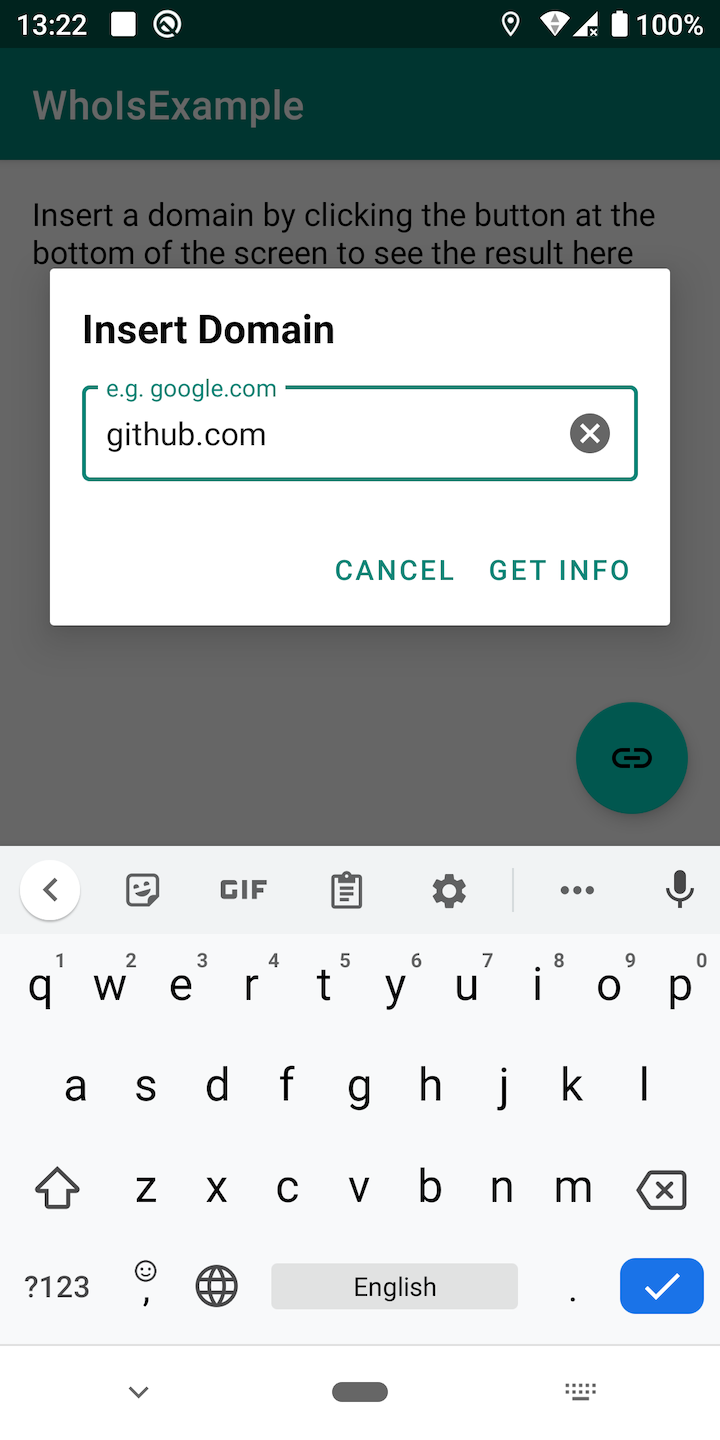 13:22
100%
WhoIsExample
Insert a domain by clicking the button at the
bottom of the screen to see the result here
Insert Domain
e.g. google.com
github.com
CANCEL GET INFO
GIF
1 2 3 4 5 6 7 8 9 0
q w e r t y u i o p
a s d f g h j k l
z x c v b n m
?123 , English .